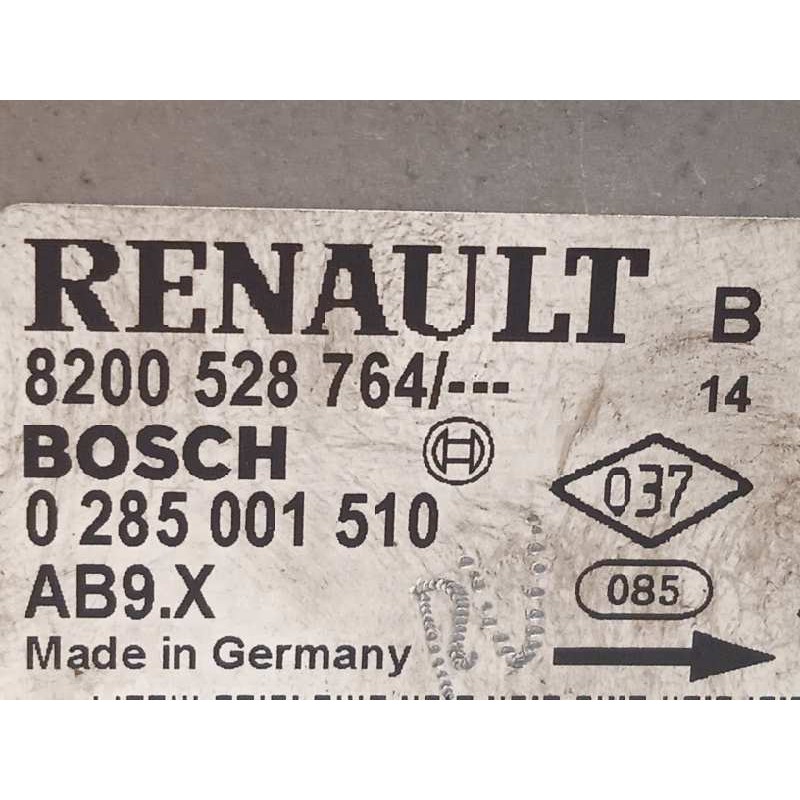 RENAULT B
8200 528 764/--- 14
BOSCH
037
0 285 001 510
AB9.X 085
Made in Germany